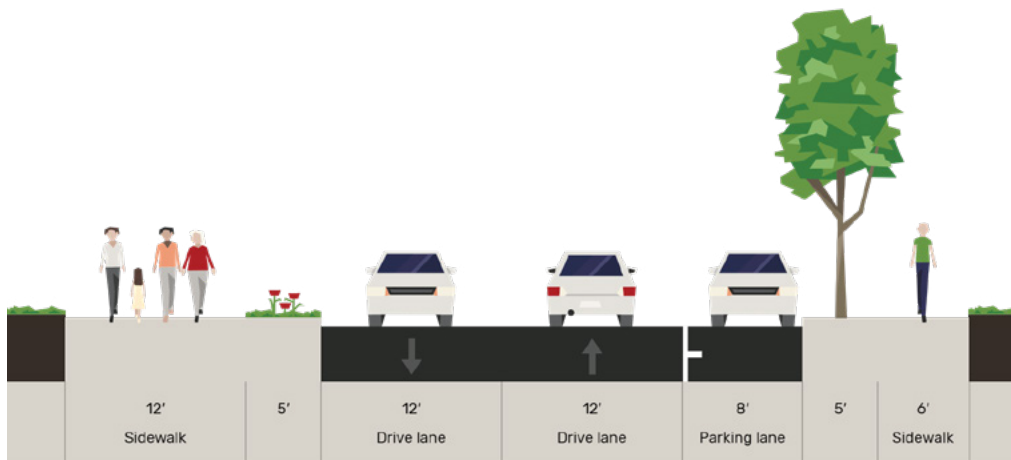 12′ 5′ 12′ 12′ 8′ 5′ 6′
Sidewalk Drive lane Drive lane Parking lane Sidewalk